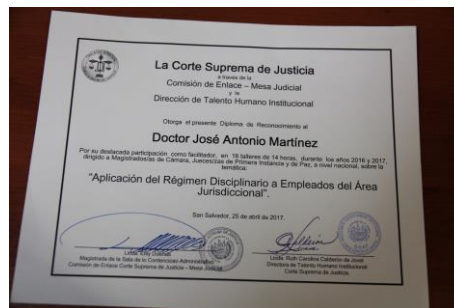 La Corte Suprema de Justicia
a través de la
Comisión de Enlace – Mesa Judicial
y la
Dirección de Talento Humano Institucional
Otorga el presente Diploma de Reconocimiento al
Doctor José Antonio Martínez
Por su destacada participación como facilitador, en 16 talleres de 14 horas, durante los años 2016 y 2017,
dirigido a Magistrados/as de Cámara, Jueces/zas de Primera Instancia y de Paz, a nivel nacional, sobre la
temática:
"Aplicación del Régimen Disciplinario a Empleados del Área
Jurisdiccional".
San Salvador, 25 de abril de 2017.
Licda. Elsy
Magistrada de la Sala de lo Contencioso Administrativo
Comisión de Enlace Corte Suprema de Justicia – Mesa Judicial
Licda. Ruth Carolina Calderón de José
Directora de Talento Humano Institucional
Corte Suprema de Justicia